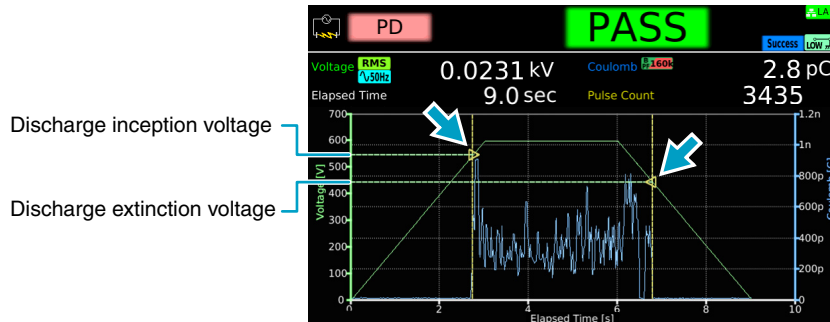 PD
PASS
LA
Success
LOW
Voltage RMS 50Hz 0.0231 kV Coulomb 160k 2.8 pC
Elapsed Time 9.0 sec Pulse Count 3435
Discharge inception voltage
Discharge extinction voltage
Voltage [V]
700
500
400
300
200
100
0
1.2n
1n
800p
600p
400p
200p
0
0 2 4 6 8 10
Elapsed Time [s]